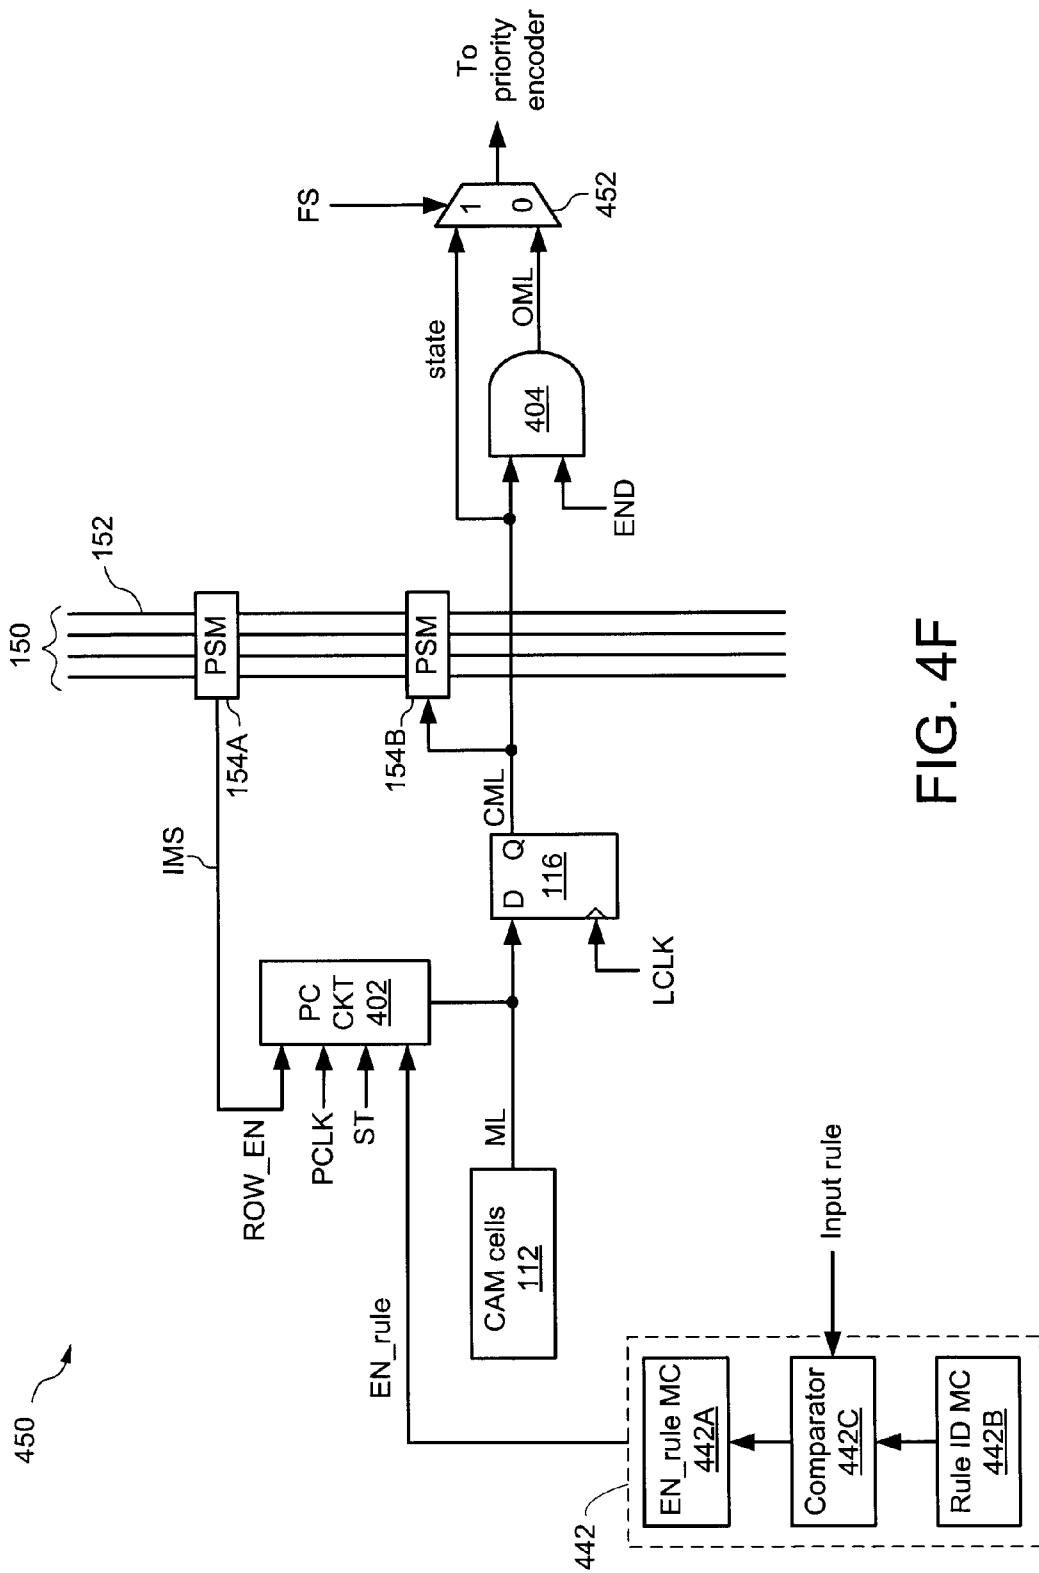 450
150
152
PSM
PSM
154A
154B
IMS
ROW_EN
PCLK
ST
PC
CKT
402
EN_rule
CAM cells
112
ML
D
Q
116
LCLK
CML
state
404
END
OML
FS
1
0
452
To
priority
encoder
442
EN_rule MC
442A
Comparator
442C
Rule ID MC
442B
Input rule
FIG. 4F